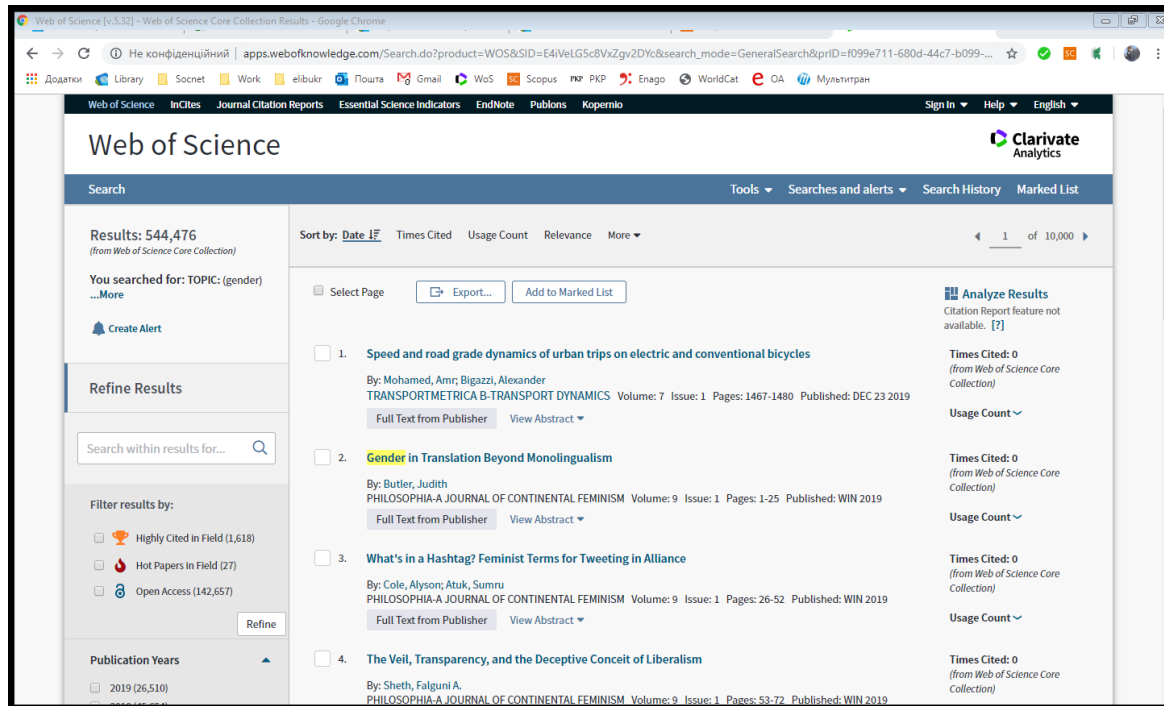 Web of Science [v.5.32] - Web of Science Core Collection Results - Google Chrome
Не конфіденційний | apps.webofknowledge.com/Search.do?product=WOS&SID=E4iVeLG5c8VxZgv2DYc&search_mode=GeneralSearch&prID=f099e711-680d-44c7-b099-...
Додатки Library Socnet Work elibukr Пошта Gmail WoS SC Scopus PKP PKP Enago WorldCat OA Мультитран
Web of Science InCites Journal Citation Reports Essential Science Indicators EndNote Publons Kopernio Sign In Help English
Web of Science
Clarivate
Analytics
Search Tools Searches and alerts Search History Marked List
Results: 544,476
(from Web of Science Core Collection)
You searched for: TOPIC: (gender)
...More
Create Alert
Refine Results
Search within results for...
Filter results by:
Highly Cited in Field (1,618)
Hot Papers in Field (27)
Open Access (142,657)
Refine
Publication Years
2019 (26,510)
Sort by: Date Times Cited Usage Count Relevance More
1 of 10,000
Select Page Export... Add to Marked List
Analyze Results
Citation Report feature not
available. [?]
1. Speed and road grade dynamics of urban trips on electric and conventional bicycles
By: Mohamed, Amr; Bigazzi, Alexander
TRANSPORTMETRICA B-TRANSPORT DYNAMICS Volume: 7 Issue: 1 Pages: 1467-1480 Published: DEC 23 2019
Full Text from Publisher View Abstract
Times Cited: 0
(from Web of Science Core
Collection)
Usage Count
2. Gender in Translation Beyond Monolingualism
By: Butler, Judith
PHILOSOPHIA-A JOURNAL OF CONTINENTAL FEMINISM Volume: 9 Issue: 1 Pages: 1-25 Published: WIN 2019
Full Text from Publisher View Abstract
Times Cited: 0
(from Web of Science Core
Collection)
Usage Count
3. What's in a Hashtag? Feminist Terms for Tweeting in Alliance
By: Cole, Alyson; Atuk, Sumru
PHILOSOPHIA-A JOURNAL OF CONTINENTAL FEMINISM Volume: 9 Issue: 1 Pages: 26-52 Published: WIN 2019
Full Text from Publisher View Abstract
Times Cited: 0
(from Web of Science Core
Collection)
Usage Count
4. The Veil, Transparency, and the Deceptive Conceit of Liberalism
By: Sheth, Falguni A.
PHILOSOPHIA-A JOURNAL OF CONTINENTAL FEMINISM Volume: 9 Issue: 1 Pages: 53-72 Published: WIN 2019
Times Cited: 0
(from Web of Science Core
Collection)